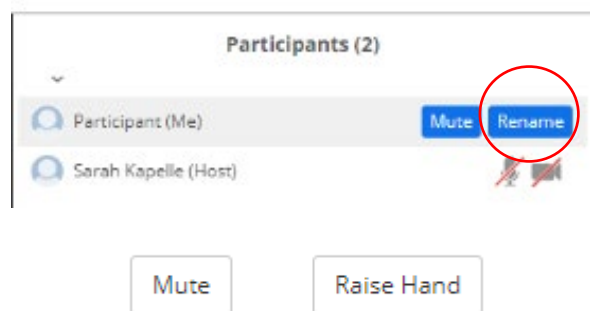 Participants (2)
Participant (Me) Mute Rename
Sarah Kapelle (Host)
Mute Raise Hand